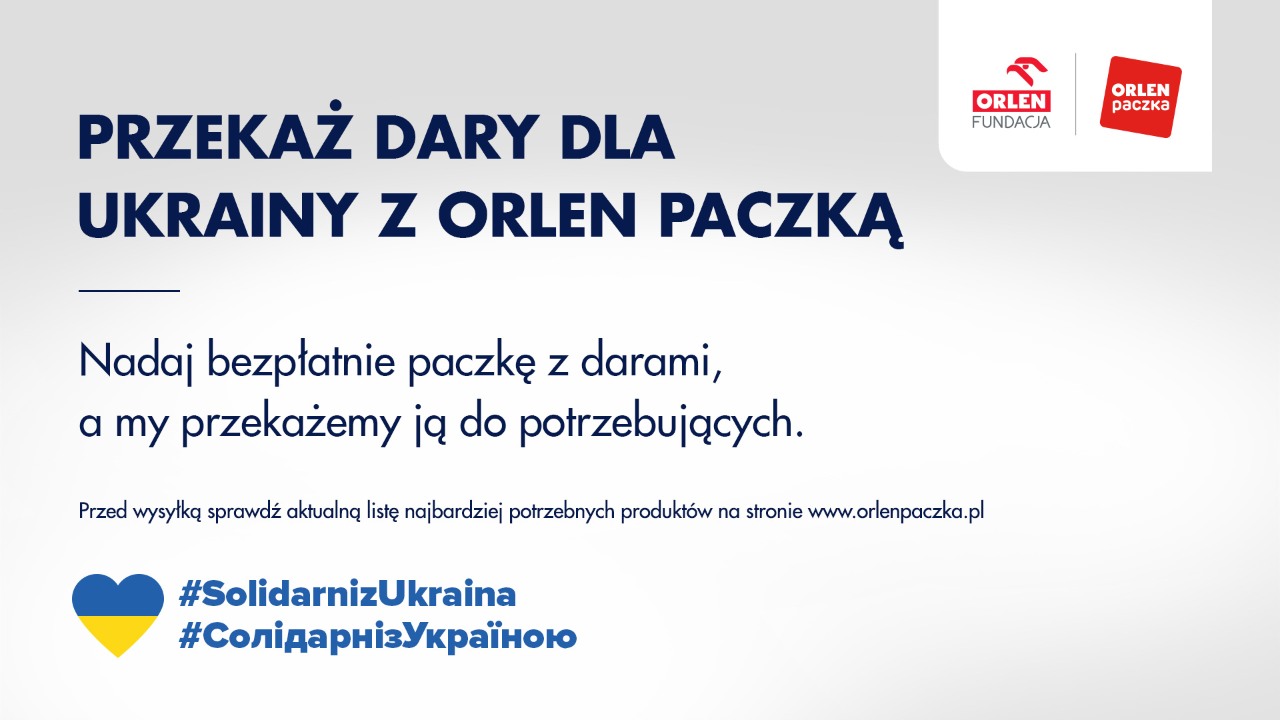 ORLEN
FUNDACJA
ORLEN
paczka
PRZEKAŻ DARY DLA
UKRAINY Z ORLEN PACZKĄ
Nadaj bezpłatnie paczkę z darami,
a my przekażemy ją do potrzebujących.
Przed wysyłką sprawdź aktualną listę najbardziej potrzebnych produktów na stronie www.orlenpaczka.pl
#SolidarnizUkraina
#СолідарнізУкраїною